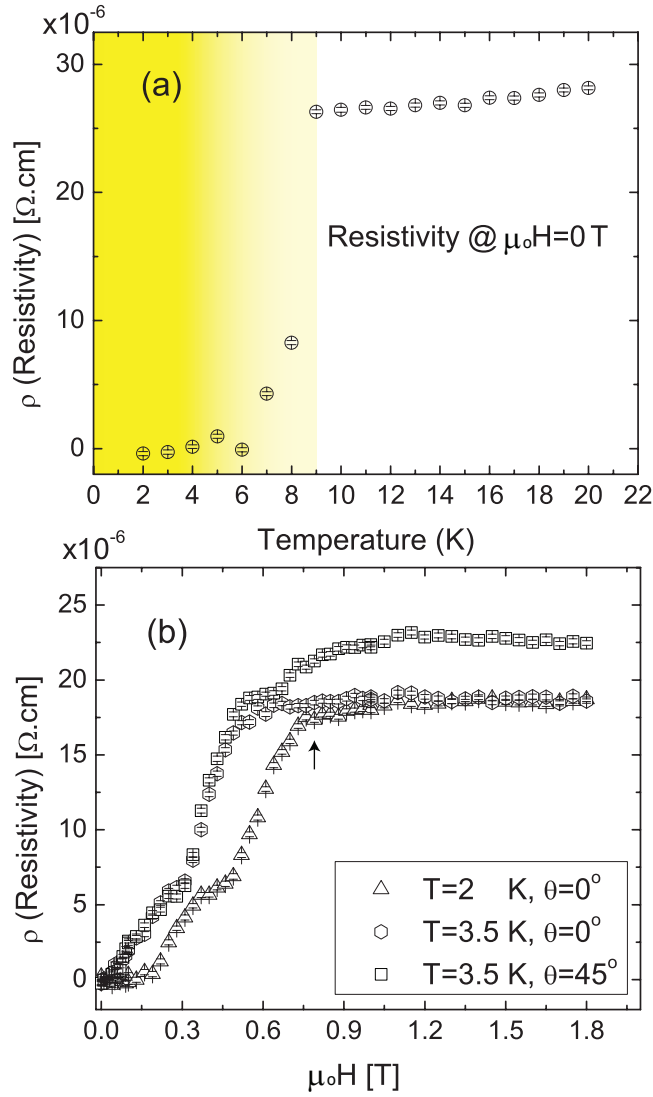 x10^-6
30
20
10
0
(a)
ρ (Resistivity) [Ω.cm]
Resistivity @ μₒH=0 T
0 2 4 6 8 10 12 14 16 18 20 22
Temperature (K)
x10^-6
25
20
15
10
5
0
(b)
ρ (Resistivity) [Ω.cm]
T=2 K, θ=0°
T=3.5 K, θ=0°
T=3.5 K, θ=45°
0.0 0.3 0.6 0.9 1.2 1.5 1.8
μₒH [T]